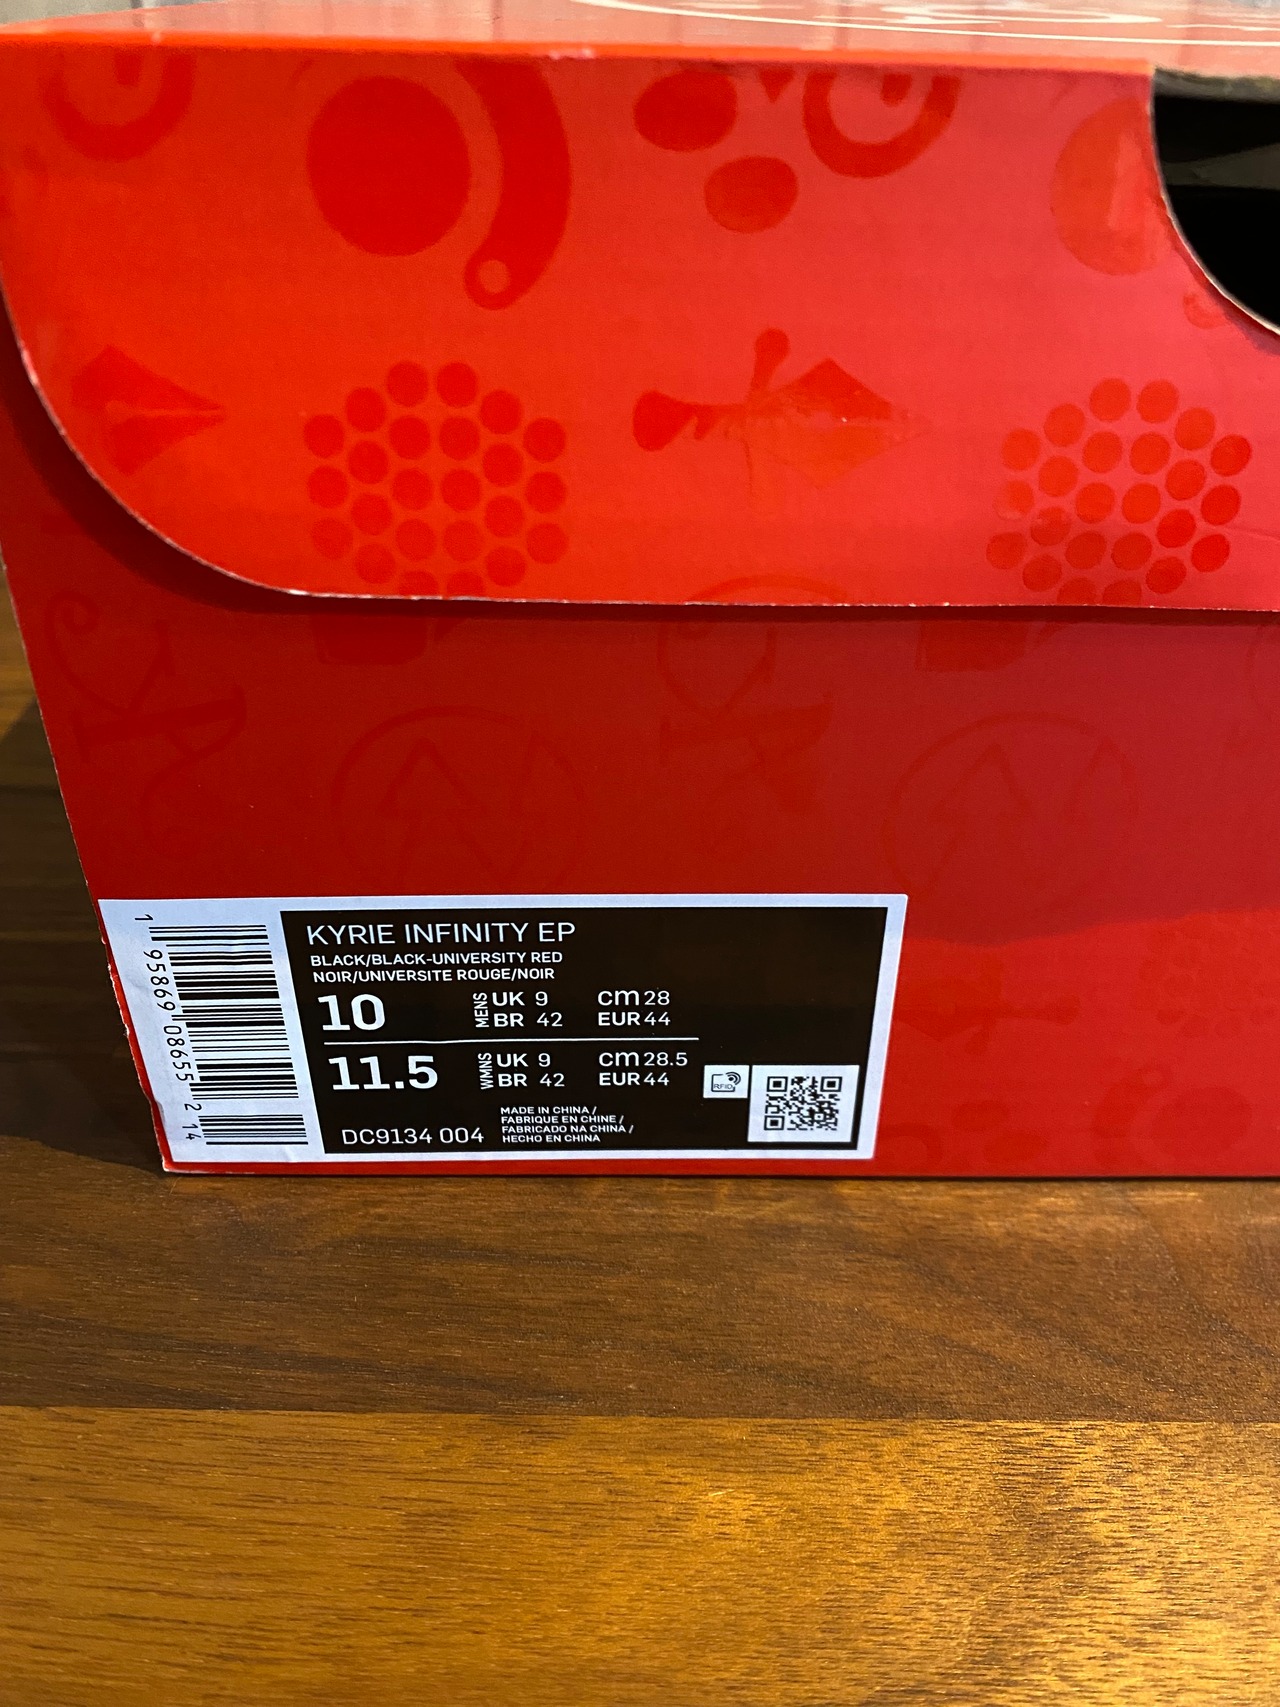 KYRIE INFINITY EP
BLACK/BLACK-UNIVERSITY RED
NOIR/UNIVERSITE ROUGE/NOIR
10 MENS UK 9 cm 28
BR 42 EUR 44
11.5 WMNS UK 9 cm 28.5
BR 42 EUR 44
RFID
DC9134 004
MADE IN CHINA /
FABRIQUE EN CHINE /
FABRICADO NA CHINA /
HECHO EN CHINA
1 95869 08655 2 14